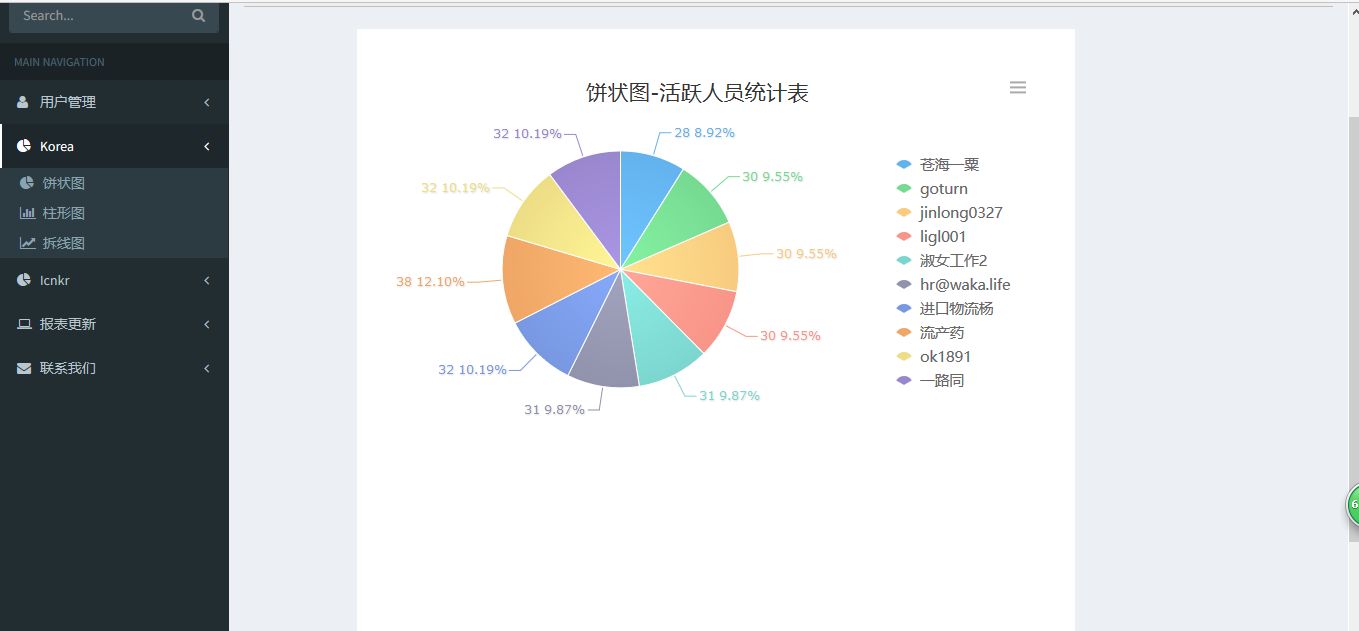 Search...
MAIN NAVIGATION
用户管理
Korea
饼状图
柱形图
拆线图
Icnkr
报表更新
联系我们
饼状图-活跃人员统计表
32 10.19%
28 8.92%
32 10.19%
30 9.55%
30 9.55%
38 12.10%
30 9.55%
32 10.19%
31 9.87%
31 9.87%
苍海一粟
goturn
jinlong0327
ligl001
淑女工作2
hr@waka.life
进口物流杨
流产药
ok1891
一路同
6